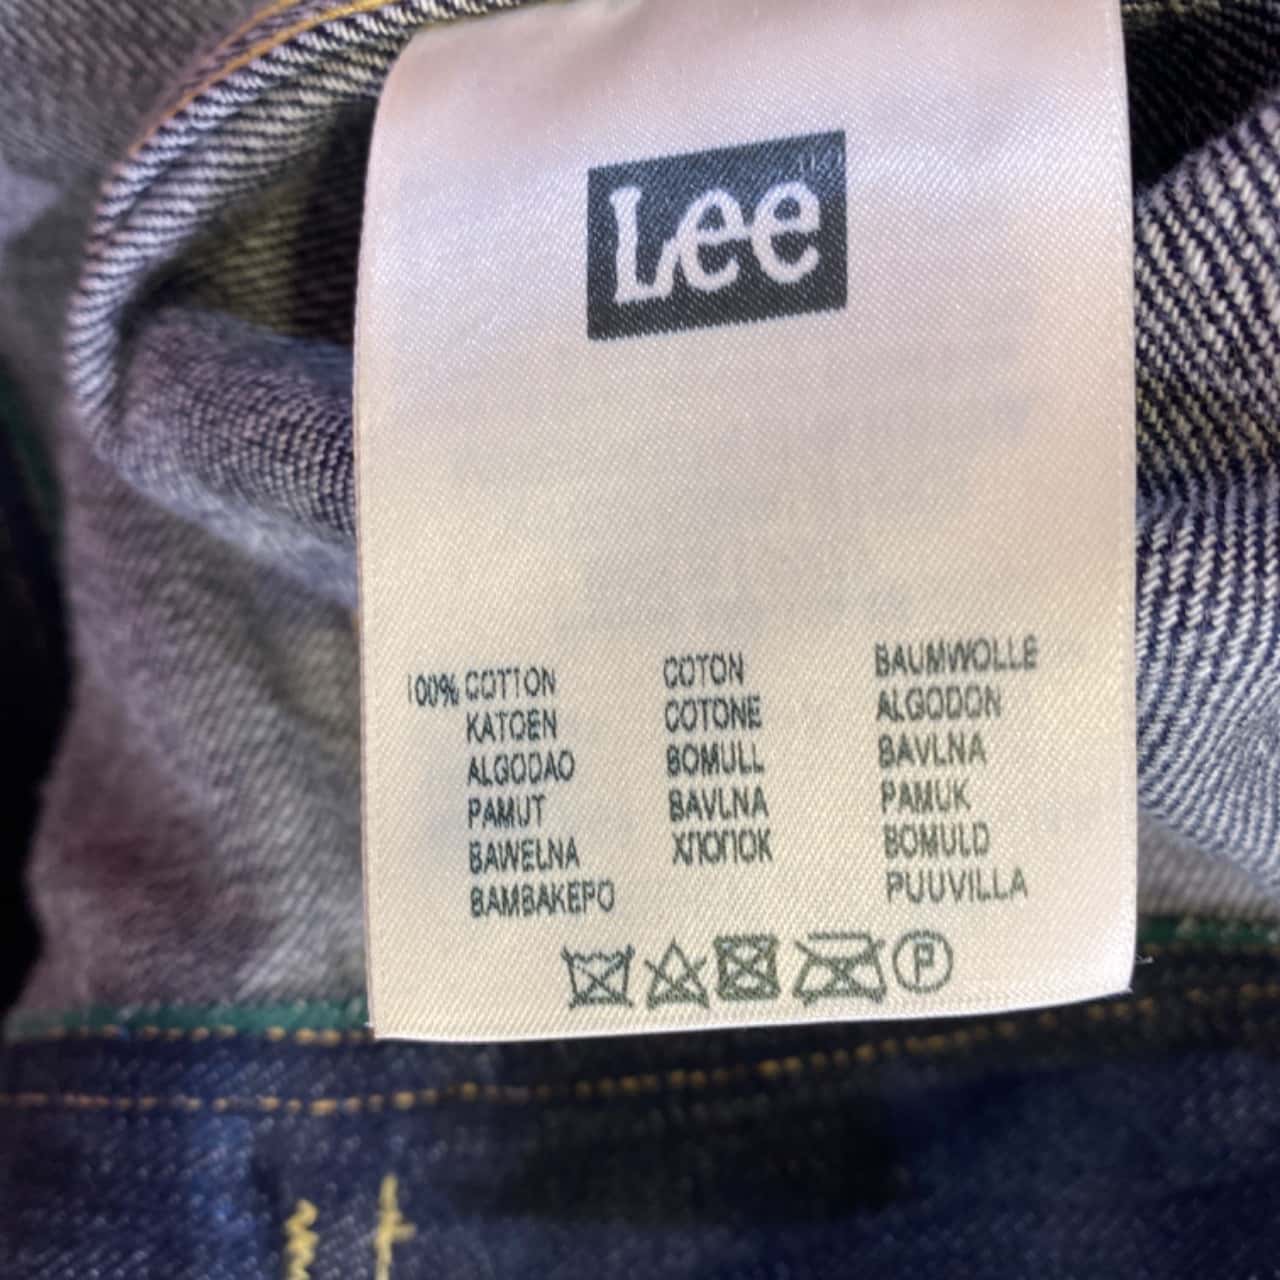 Lee
100% COTTON COTON BAUMWOLLE
KATOEN COTONE ALGODON
ALGODAO BOMULL BAVLNA
PAMUT BAVLNA PAMUK
BAWELNA ХЛОПОК BOMULD
BAMBAKEPO PUUVILLA
P